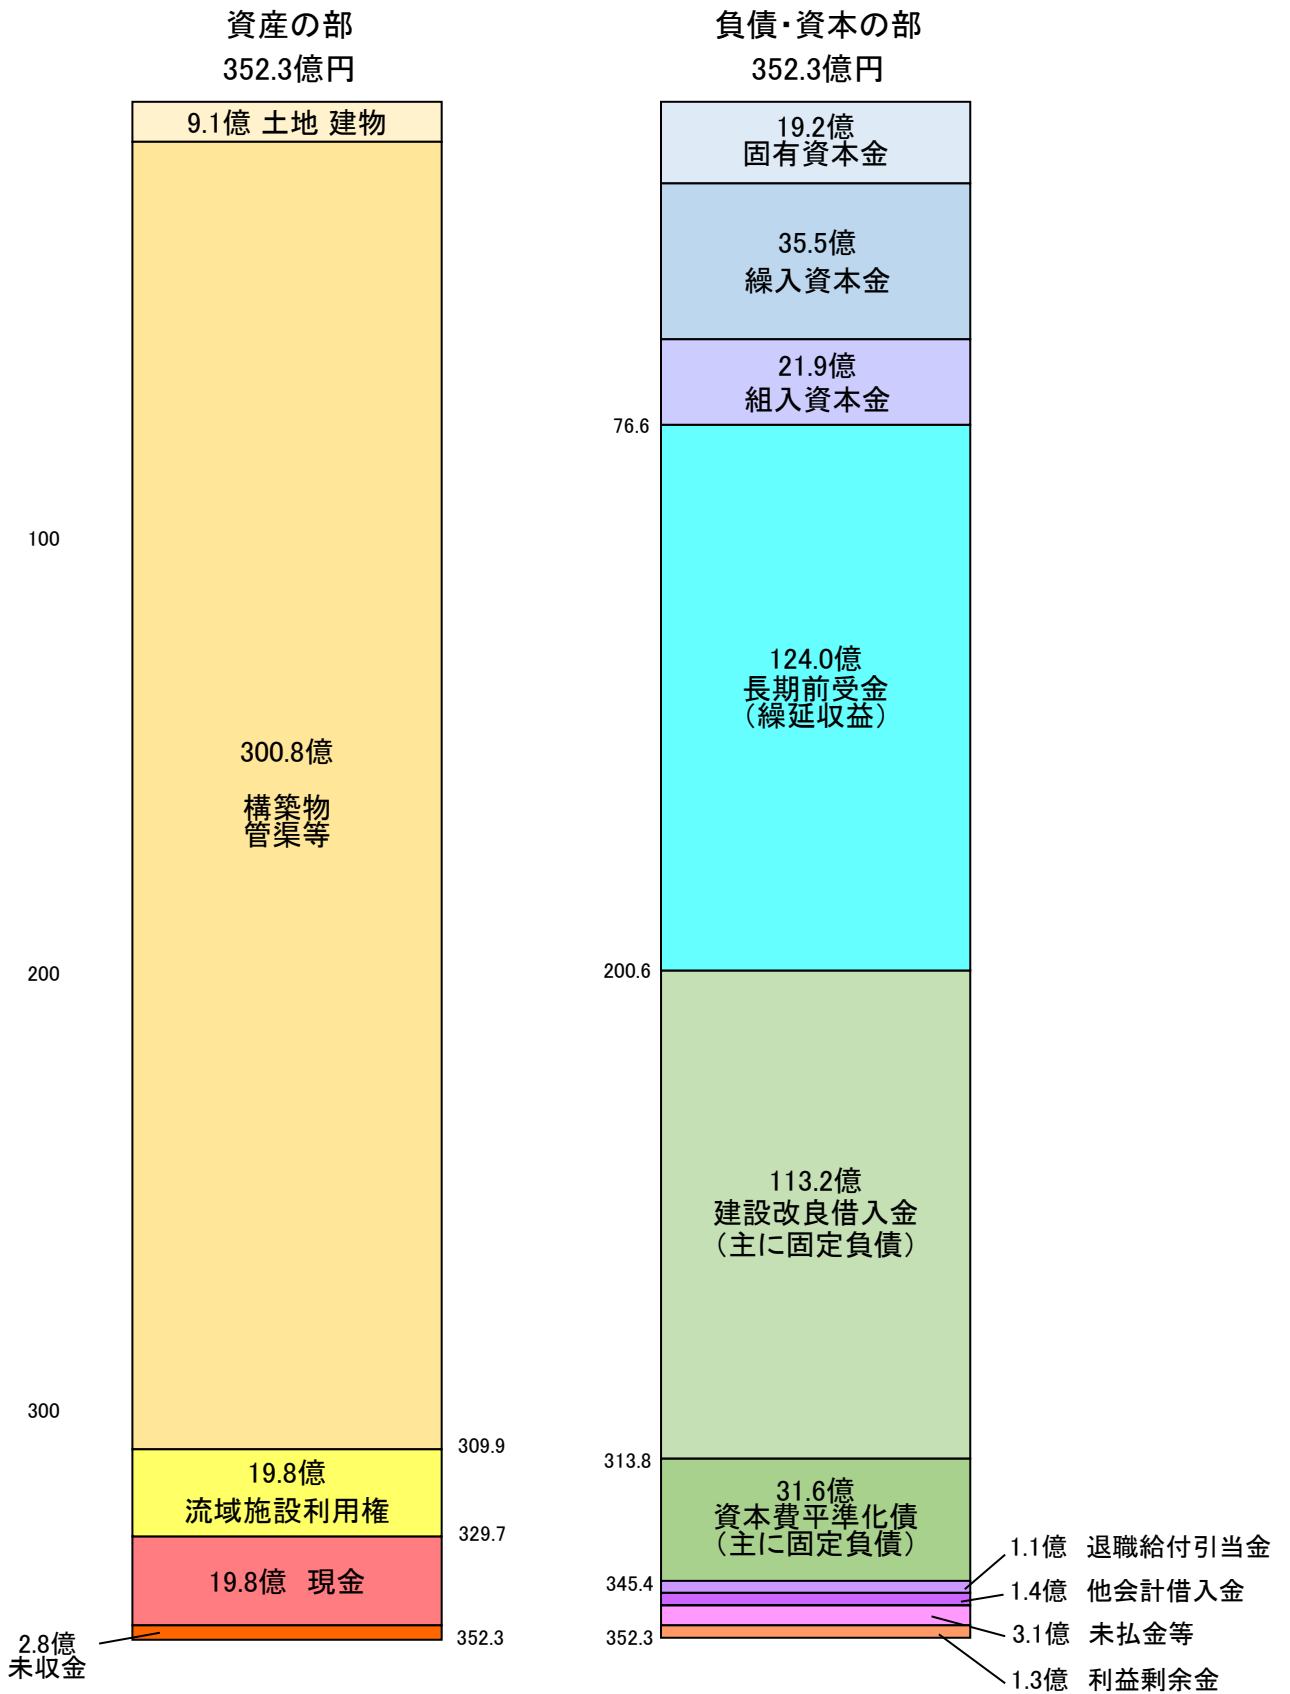 資産の部
352.3億円
9.1億 土地 建物
100
200
300
300.8億
構築物
管渠等
309.9
19.8億
流域施設利用権
329.7
19.8億 現金
2.8億
未収金
352.3
負債・資本の部
352.3億円
19.2億
固有資本金
35.5億
繰入資本金
21.9億
組入資本金
76.6
124.0億
長期前受金
（繰延収益）
200.6
113.2億
建設改良借入金
（主に固定負債）
313.8
31.6億
資本費平準化債
（主に固定負債）
345.4
1.1億 退職給付引当金
1.4億 他会計借入金
3.1億 未払金等
352.3
1.3億 利益剰余金